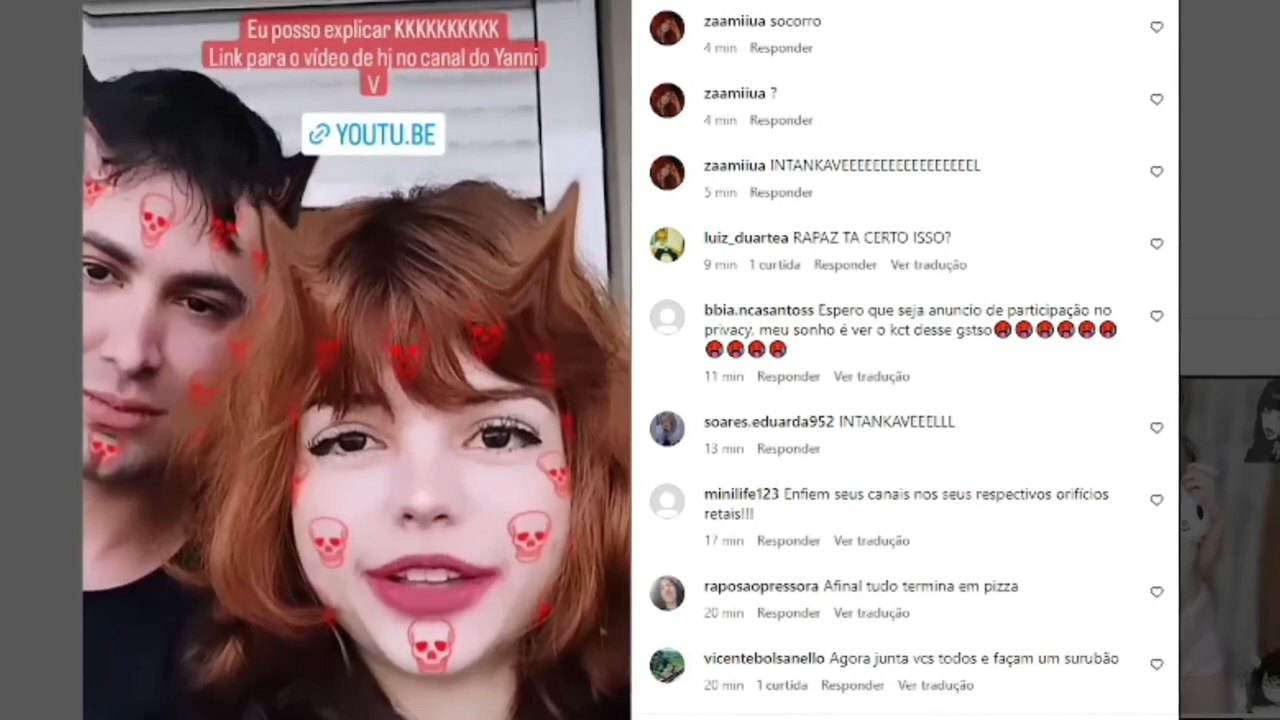 Eu posso explicar KKKKKKKKKK
Link para o vídeo de hj no canal do Yanni
V
YOUTU.BE
zaamiiua socorro
4 min Responder
zaamiiua ?
4 min Responder
zaamiiua INTANKAVEEEEEEEEEEEEEEEEEEL
5 min Responder
luiz_duartea RAPAZ TA CERTO ISSO?
9 min 1 curtida Responder Ver tradução
bbia.ncasantoss Espero que seja anuncio de participação no
privacy, meu sonho é ver o kct desse gstso
11 min Responder Ver tradução
soares.eduarda952 INTANKAVEEELLL
13 min Responder
minilife123 Enfiem seus canais nos seus respectivos orifícios
retais!!!
17 min Responder Ver tradução
raposaopressora Afinal tudo termina em pizza
20 min Responder Ver tradução
vicentebolsanello Agora junta vcs todos e façam um surubão
20 min 1 curtida Responder Ver tradução